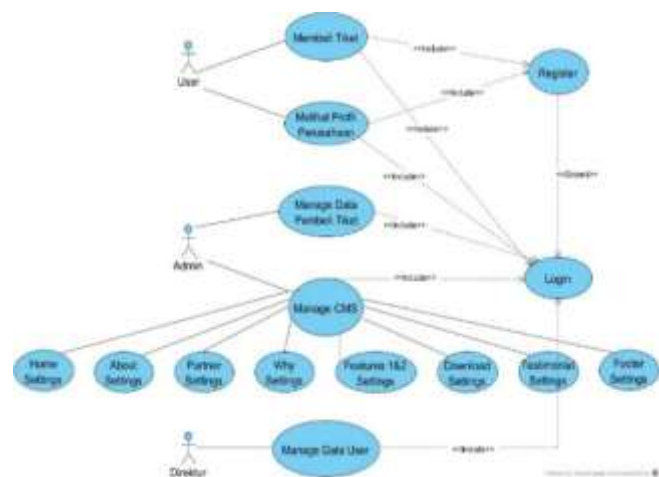 Membeli Tiket
<<Include>>
User
Register
<<Include>>
Melihat Profil
Perusahaan
<<Include>>
<<Include>>
<<Extend>>
Manage Data
Pembeli Tiket
<<Include>>
Admin
<<Include>>
Login
Manage CMS
Home
Settings
About
Settings
Partner
Settings
Why
Settings
Features 1&2
Settings
Download
Settings
Testimonial
Settings
Footer
Settings
Manage Data User
<<Include>>
Direktur